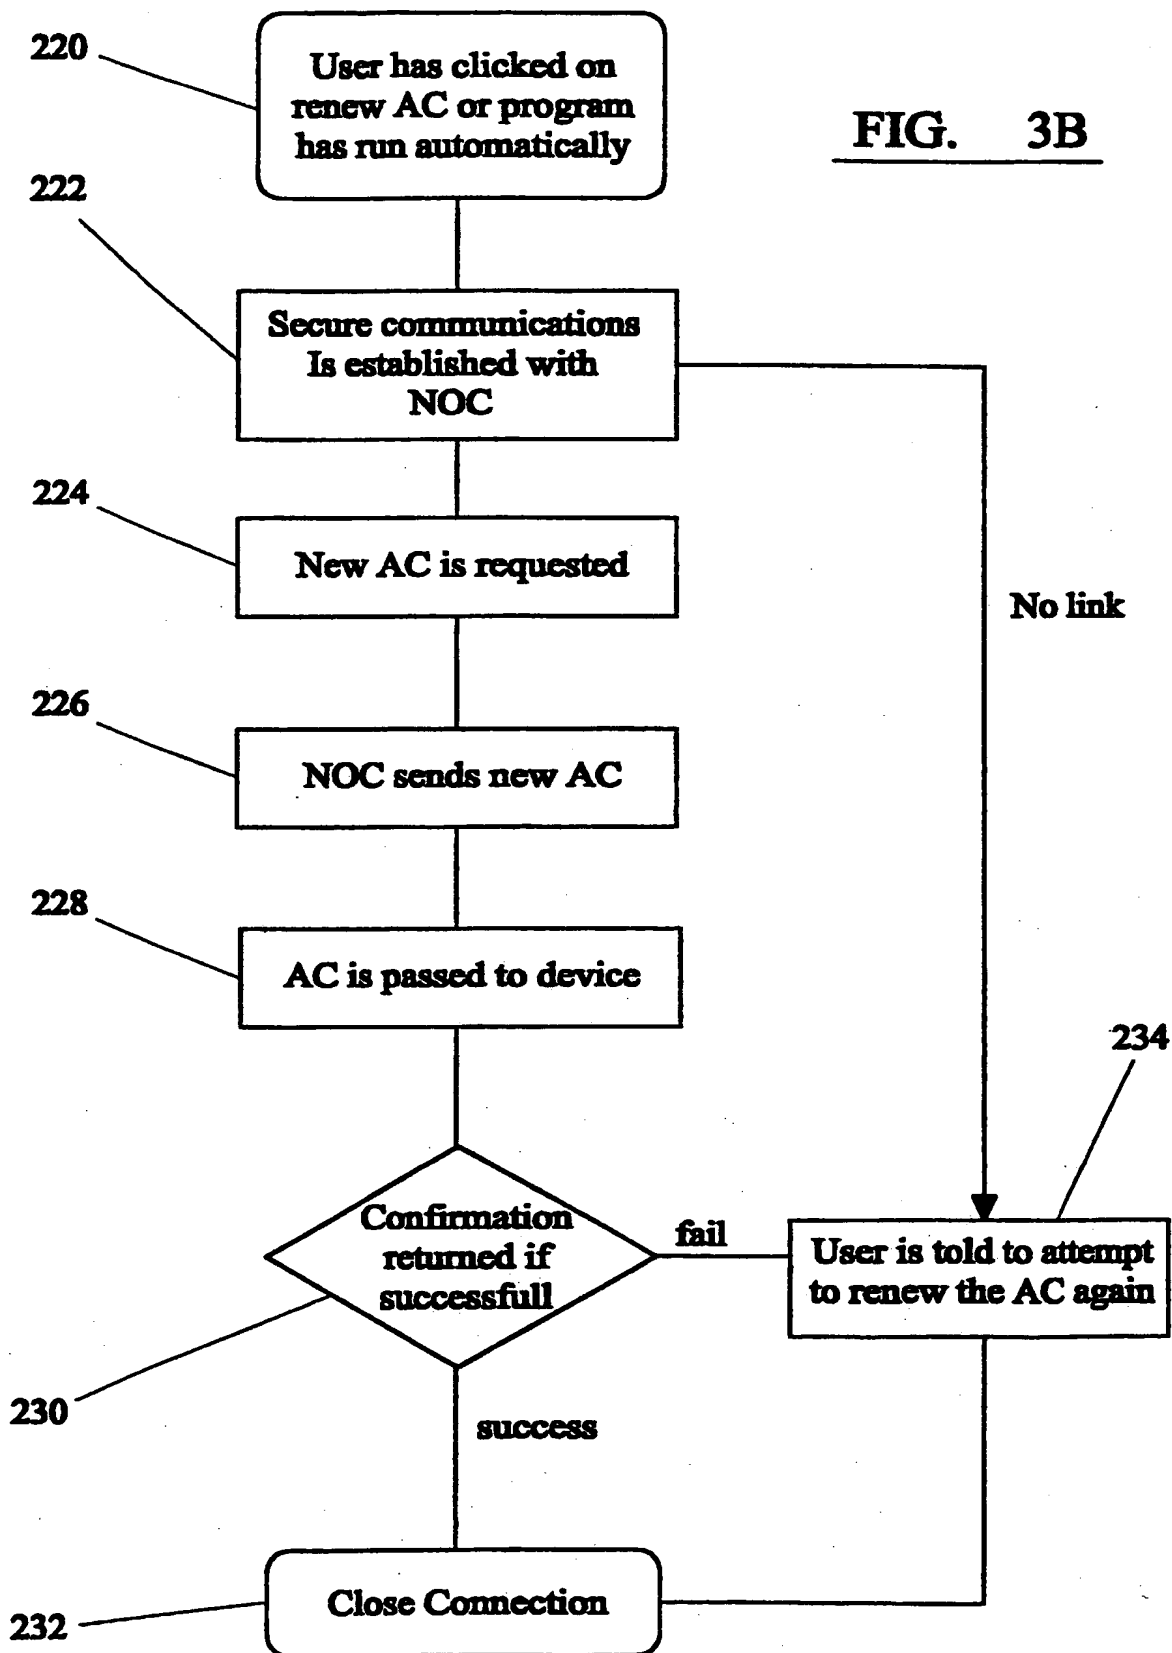 220
User has clicked on
renew AC or program
has run automatically
FIG. 3B
222
Secure communications
Is established with
NOC
224
New AC is requested
No link
226
NOC sends new AC
228
AC is passed to device
234
Confirmation
returned if
successfull
fail
User is told to attempt
to renew the AC again
230
success
Close Connection
232